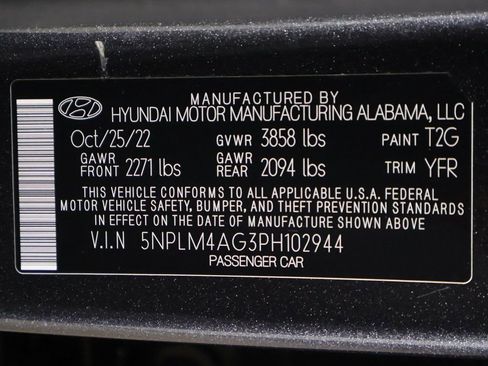 MANUFACTURED BY
HYUNDAI MOTOR MANUFACTURING ALABAMA, LLC
Oct/25/22 GVWR 3858 lbs PAINT T2G
GAWR FRONT 2271 lbs GAWR REAR 2094 lbs TRIM YFR
THIS VEHICLE CONFORMS TO ALL APPLICABLE U.S.A. FEDERAL
MOTOR VEHICLE SAFETY, BUMPER, AND THEFT PREVENTION STANDARDS
IN EFFECT ON THE DATE OF MANUFACTURE SHOWN ABOVE
V.I.N 5NPLM4AG3PH102944
PASSENGER CAR